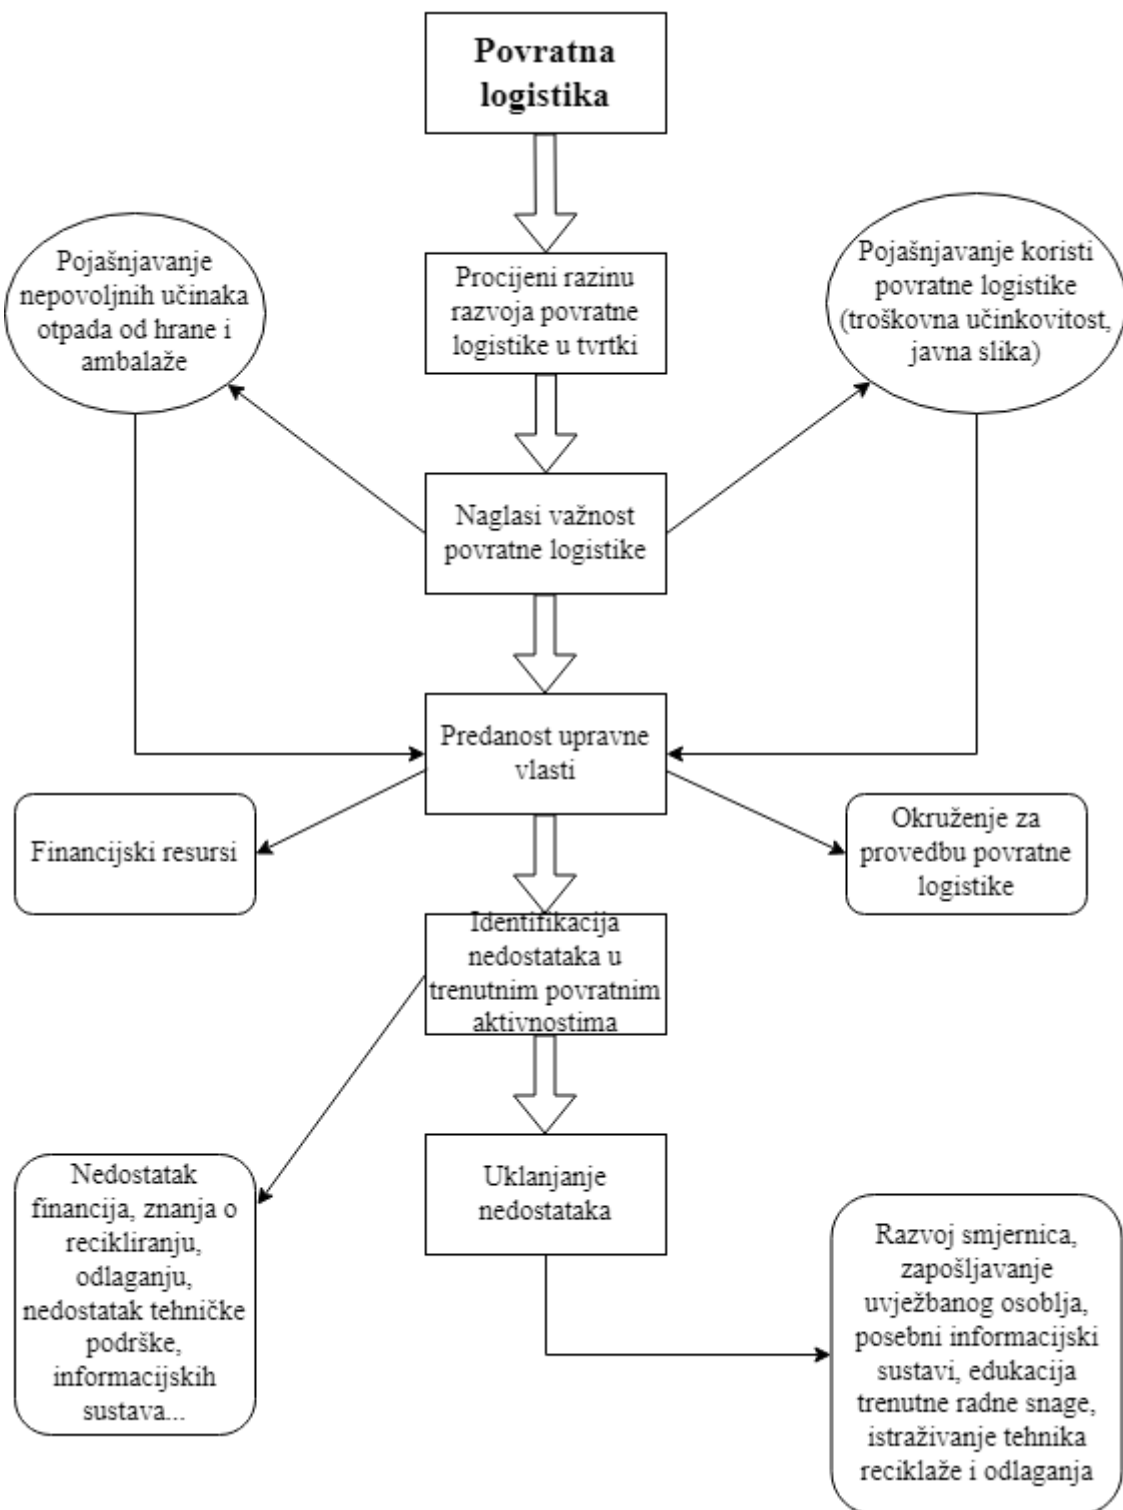 Povratna
logistika
Pojašnjavanje
nepovoljnih učinaka
otpada od hrane i
ambalaže
Procijeni razinu
razvoja povratne
logistike u tvrtki
Pojašnjavanje koristi
povratne logistike
(troškovna učinkovitost,
javna slika)
Naglasi važnost
povratne logistike
Predanost upravne
vlasti
Financijski resursi
Okruženje za
provedbu povratne
logistike
Identifikacija
nedostataka u
trenutnim povratnim
aktivnostima
Nedostatak
financija, znanja o
recikliranju,
odlaganju,
nedostatak tehničke
podrške,
informacijskih
sustava...
Uklanjanje
nedostataka
Razvoj smjernica,
zapošljavanje
uvježbanog osoblja,
posebni informacijski
sustavi, edukacija
trenutne radne snage,
istraživanje tehnika
reciklaže i odlaganja